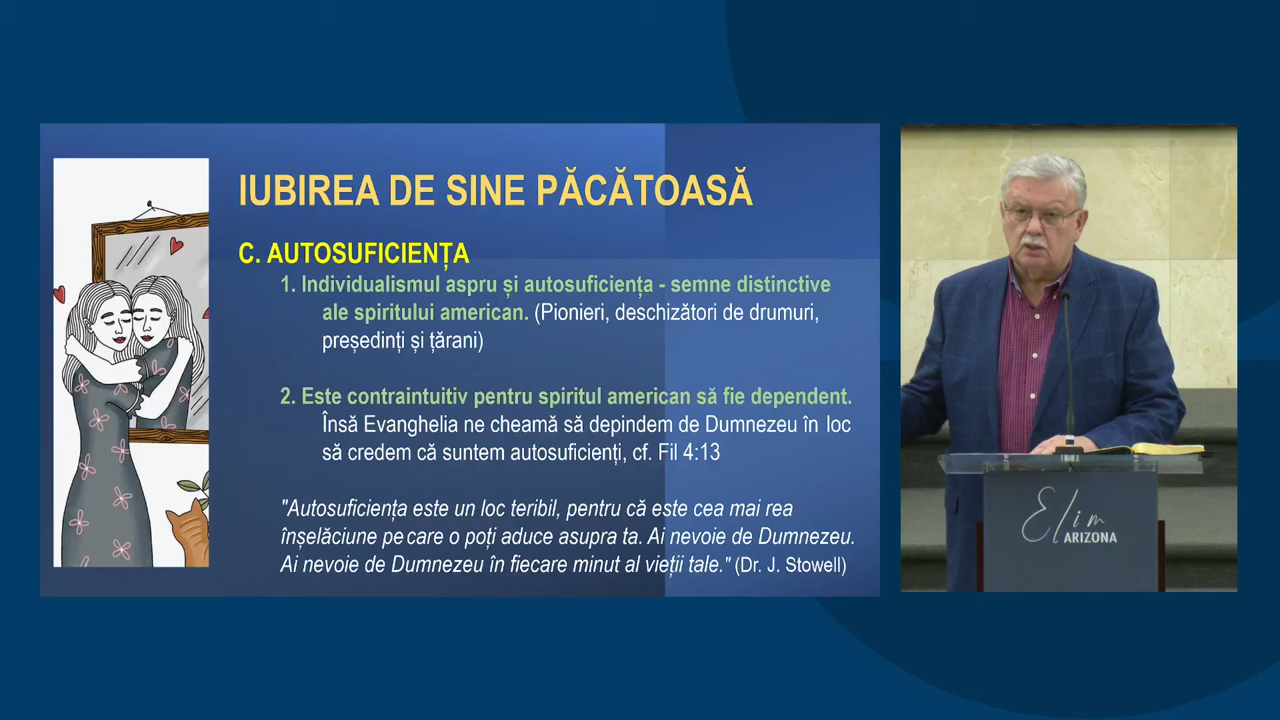 IUBIREA DE SINE PĂCĂTOASĂ
C. AUTOSUFICIENȚA
1. Individualismul aspru și autosuficiența - semne distinctive
ale spiritului american. (Pionieri, deschizători de drumuri,
președinți și țărani)
2. Este contraintuitiv pentru spiritul american să fie dependent.
Însă Evanghelia ne cheamă să depindem de Dumnezeu în loc
să credem că suntem autosuficienți, cf. Fil 4:13
"Autosuficiența este un loc teribil, pentru că este cea mai rea
înșelăciune pe care o poți aduce asupra ta. Ai nevoie de Dumnezeu.
Ai nevoie de Dumnezeu în fiecare minut al vieții tale." (Dr. J. Stowell)
Elim
ARIZONA